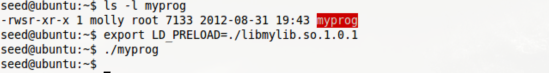 seed@ubuntu:~$ ls -l myprog
-rwsr-xr-x 1 molly root 7133 2012-08-31 19:43 myprog
seed@ubuntu:~$ export LD_PRELOAD=./libmylib.so.1.0.1
seed@ubuntu:~$ ./myprog
seed@ubuntu:~$